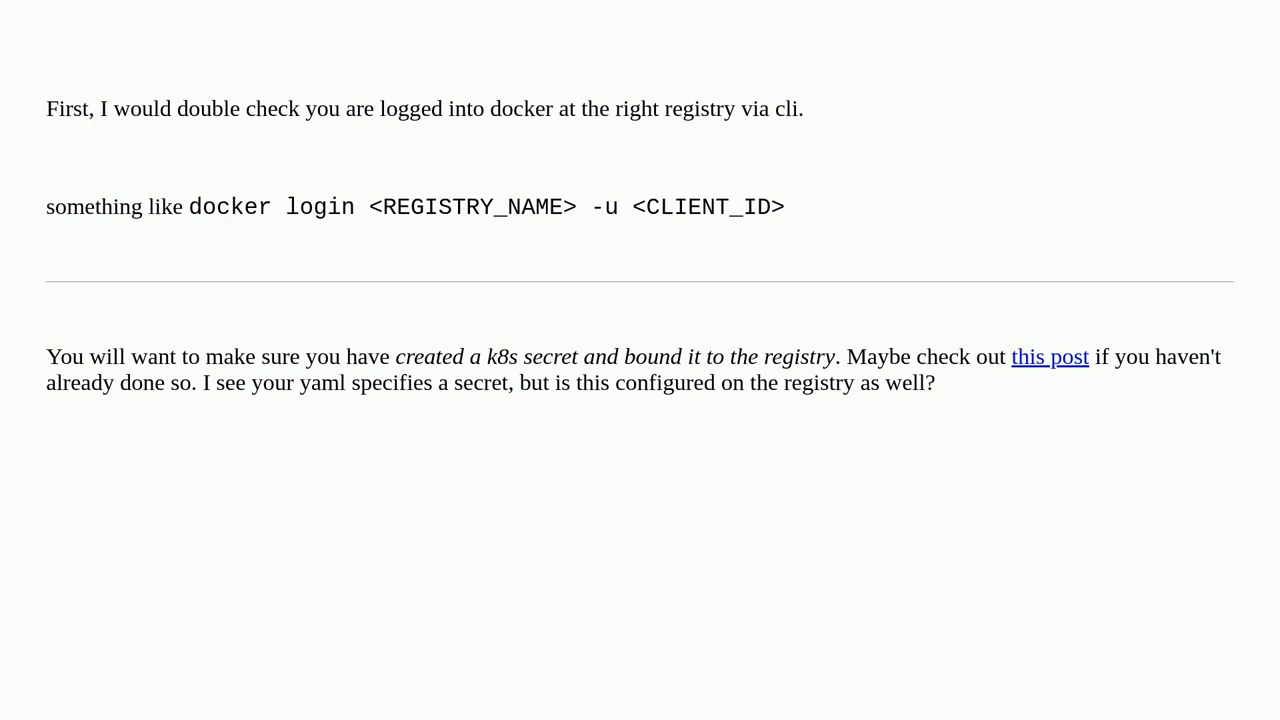 First, I would double check you are logged into docker at the right registry via cli.
something like docker login <REGISTRY_NAME> -u <CLIENT_ID>
You will want to make sure you have created a k8s secret and bound it to the registry. Maybe check out this post if you haven't
already done so. I see your yaml specifies a secret, but is this configured on the registry as well?